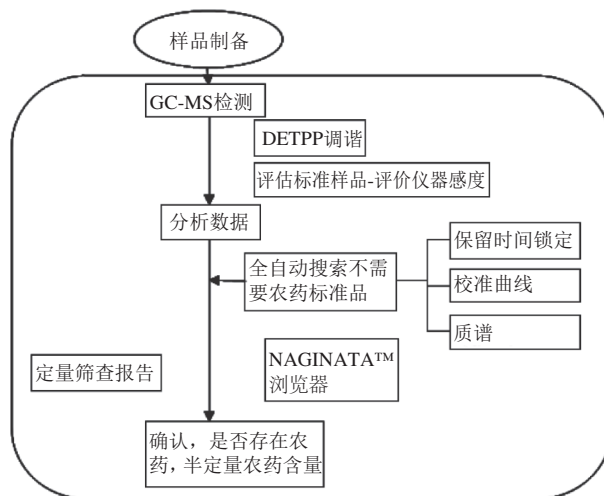 样品制备
GC-MS检测
DETPP调谐
评估标准样品-评价仪器感度
分析数据
全自动搜索不需
要农药标准品
保留时间锁定
校准曲线
质谱
NAGINATA™
浏览器
定量筛查报告
确认，是否存在农
药，半定量农药含量